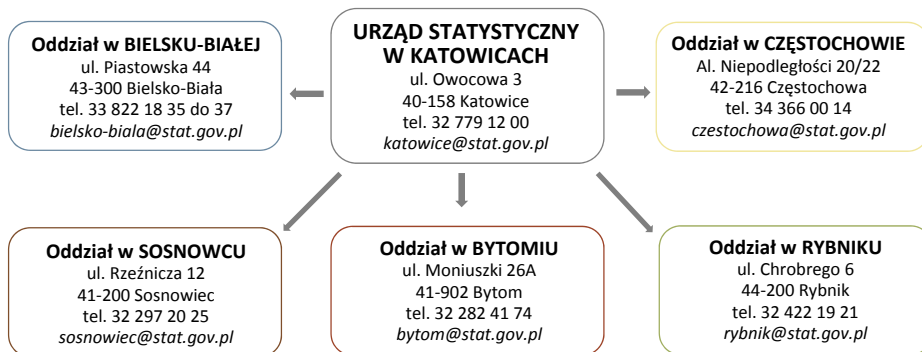 Oddział w BIELSKU-BIAŁEJ
ul. Piastowska 44
43-300 Bielsko-Biała
tel. 33 822 18 35 do 37
bielsko-biala@stat.gov.pl
URZĄD STATYSTYCZNY
W KATOWICACH
ul. Owocowa 3
40-158 Katowice
tel. 32 779 12 00
katowice@stat.gov.pl
Oddział w CZĘSTOCHOWIE
Al. Niepodległości 20/22
42-216 Częstochowa
tel. 34 366 00 14
czestochowa@stat.gov.pl
Oddział w SOSNOWCU
ul. Rzeźnicza 12
41-200 Sosnowiec
tel. 32 297 20 25
sosnowiec@stat.gov.pl
Oddział w BYTOMIU
ul. Moniuszki 26A
41-902 Bytom
tel. 32 282 41 74
bytom@stat.gov.pl
Oddział w RYBNIKU
ul. Chrobrego 6
44-200 Rybnik
tel. 32 422 19 21
rybnik@stat.gov.pl